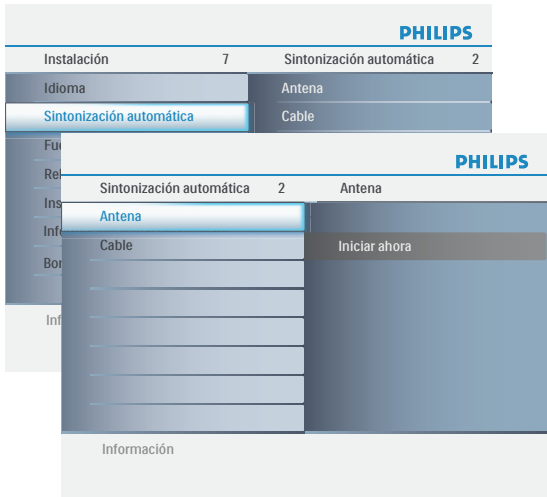 PHILIPS
Instalación 7 Sintonización automática 2
Idioma Antena
Sintonización automática Cable
PHILIPS
Sintonización automática 2 Antena
Antena
Cable Iniciar ahora
Información